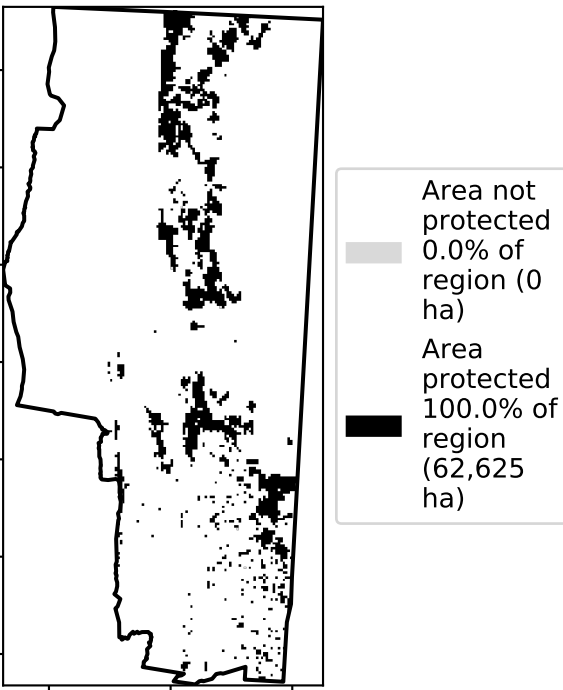 Area not
protected
0.0% of
region (0
ha)
Area
protected
100.0% of
region
(62,625
ha)